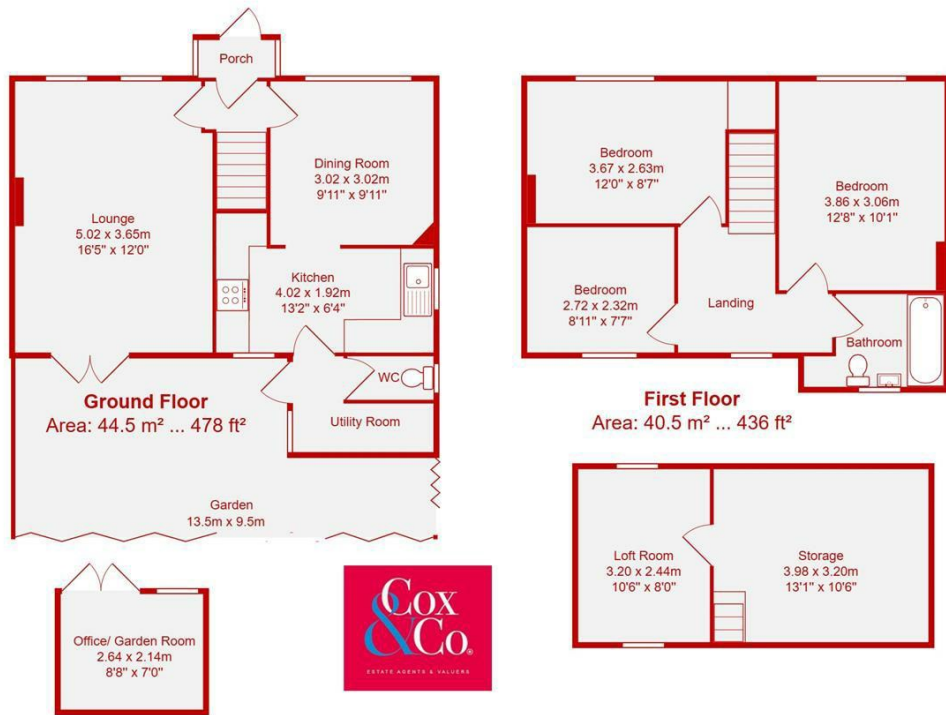 Porch
Dining Room
3.02 x 3.02m
9'11" x 9'11"
Lounge
5.02 x 3.65m
16'5" x 12'0"
Kitchen
4.02 x 1.92m
13'2" x 6'4"
WC
Utility Room
Ground Floor
Area: 44.5 m² ... 478 ft²
Garden
13.5m x 9.5m
Office/ Garden Room
2.64 x 2.14m
8'8" x 7'0"
Bedroom
3.67 x 2.63m
12'0" x 8'7"
Bedroom
3.86 x 3.06m
12'8" x 10'1"
Bedroom
2.72 x 2.32m
8'11" x 7'7"
Landing
Bathroom
First Floor
Area: 40.5 m² ... 436 ft²
Loft Room
3.20 x 2.44m
10'6" x 8'0"
Storage
3.98 x 3.20m
13'1" x 10'6"
Cox
& Co.
ESTATE AGENTS & VALUERS